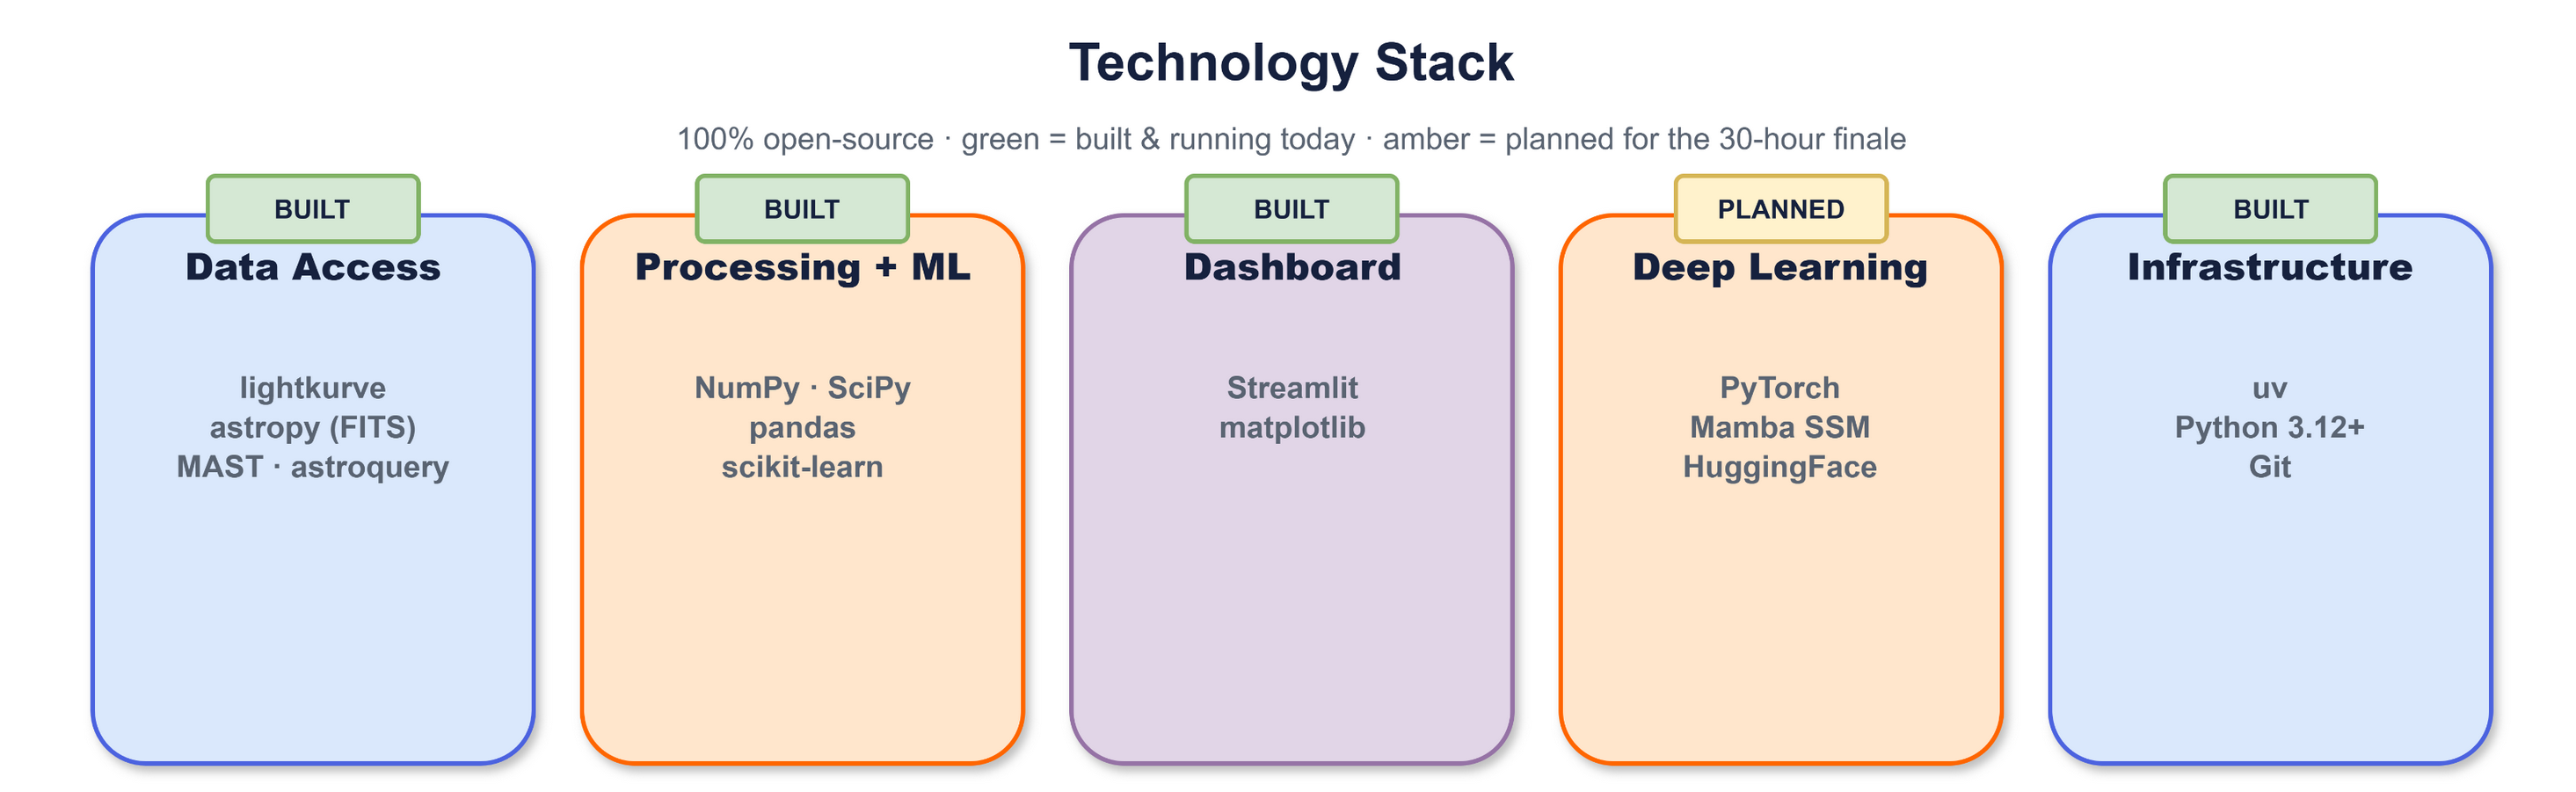 Technology Stack
100% open-source · green = built & running today · amber = planned for the 30-hour finale
BUILT
Data Access
lightkurve
astropy (FITS)
MAST · astroquery
BUILT
Processing + ML
NumPy · SciPy
pandas
scikit-learn
BUILT
Dashboard
Streamlit
matplotlib
PLANNED
Deep Learning
PyTorch
Mamba SSM
HuggingFace
BUILT
Infrastructure
uv
Python 3.12+
Git